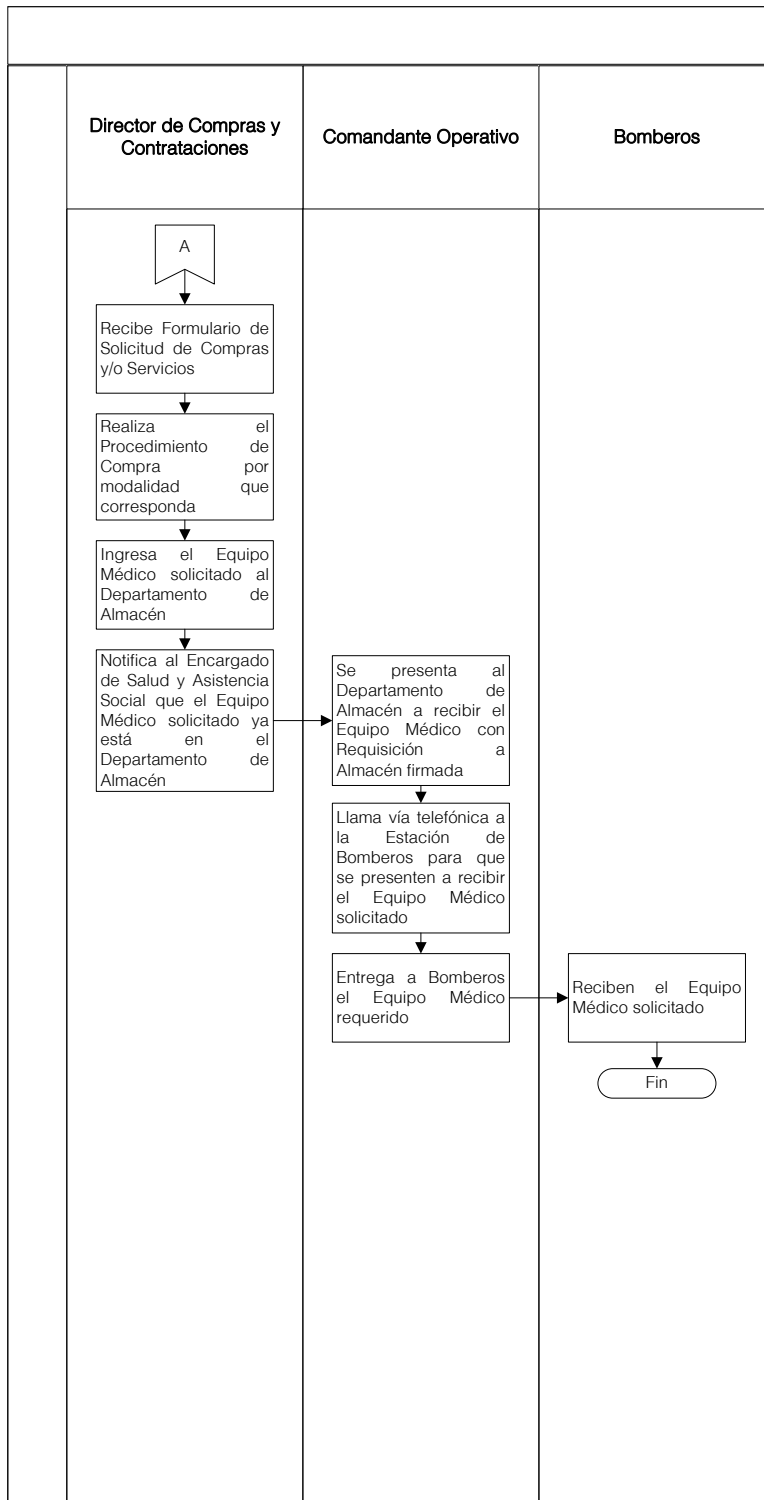 Director de Compras y
Contrataciones
Comandante Operativo
Bomberos
A
Recibe Formulario de
Solicitud de Compras
y/o Servicios
Realiza el
Procedimiento de
Compra por
modalidad que
corresponda
Ingresa el Equipo
Médico solicitado al
Departamento de
Almacén
Notifica al Encargado
de Salud y Asistencia
Social que el Equipo
Médico solicitado ya
está en el
Departamento de
Almacén
Se presenta al
Departamento de
Almacén a recibir el
Equipo Médico con
Requisición a
Almacén firmada
Llama vía telefónica a
la Estación de
Bomberos para que
se presenten a recibir
el Equipo Médico
solicitado
Entrega a Bomberos
el Equipo Médico
requerido
Reciben el Equipo
Médico solicitado
Fin